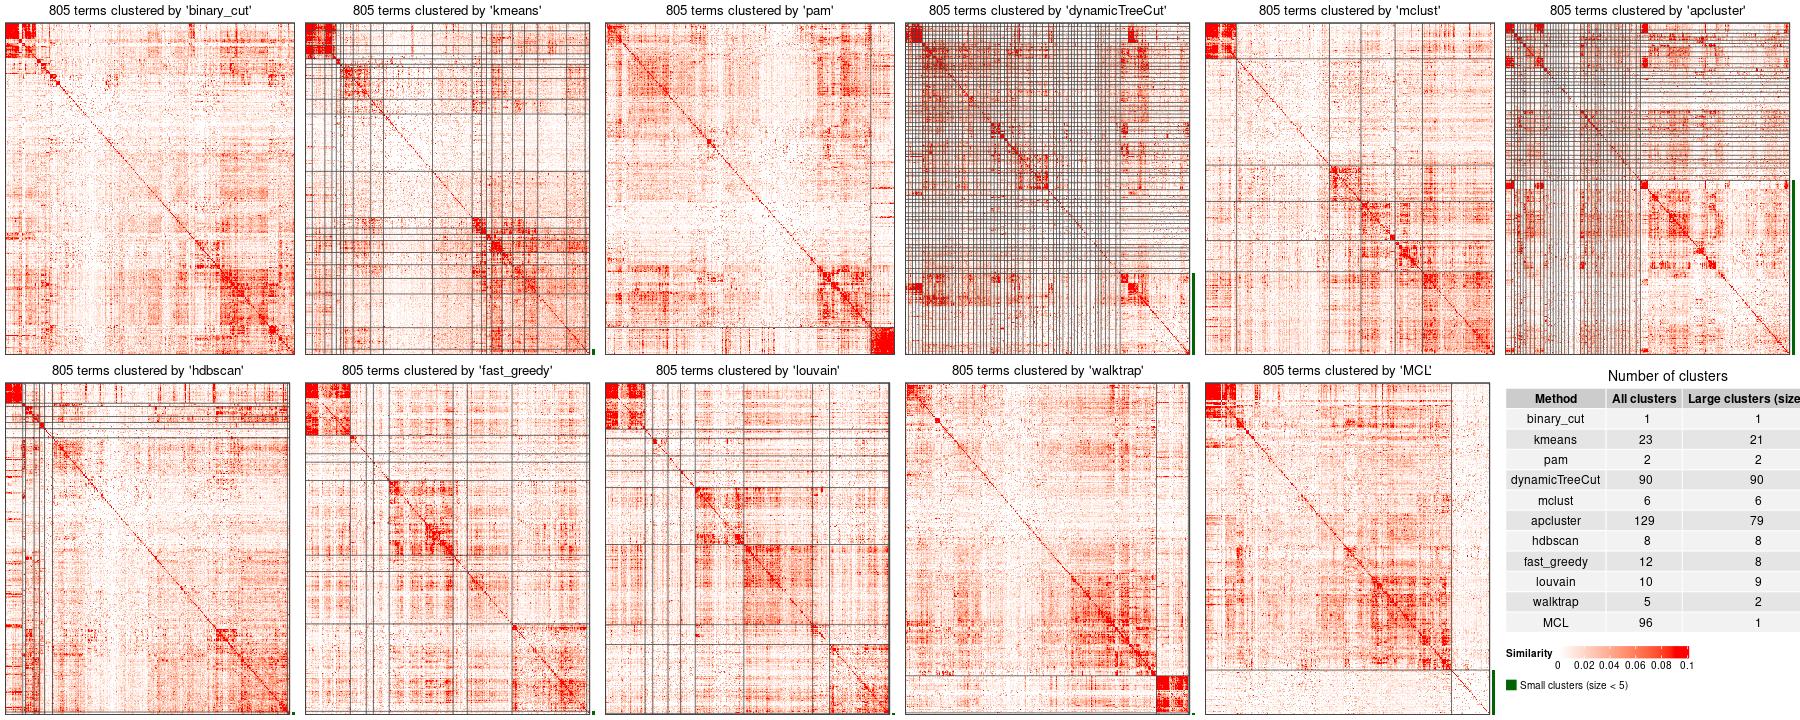 805 terms clustered by 'binary_cut'
805 terms clustered by 'kmeans'
805 terms clustered by 'pam'
805 terms clustered by 'dynamicTreeCut'
805 terms clustered by 'mclust'
805 terms clustered by 'apcluster'
805 terms clustered by 'hdbscan'
805 terms clustered by 'fast_greedy'
805 terms clustered by 'louvain'
805 terms clustered by 'walktrap'
805 terms clustered by 'MCL'
Number of clusters
Method All clusters Large clusters (size
binary_cut 1 1
kmeans 23 21
pam 2 2
dynamicTreeCut 90 90
mclust 6 6
apcluster 129 79
hdbscan 8 8
fast_greedy 12 8
louvain 10 9
walktrap 5 2
MCL 96 1
Similarity
0 0.02 0.04 0.06 0.08 0.1
Small clusters (size < 5)